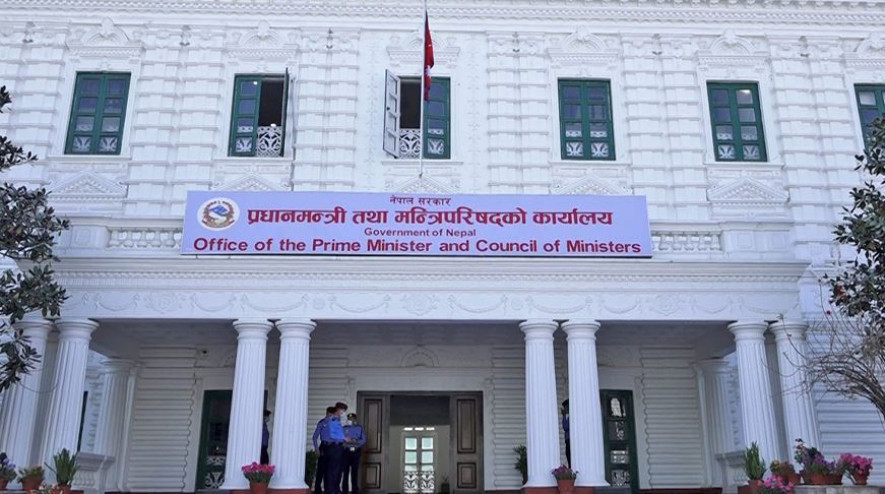 नेपाल सरकार
प्रधानमन्त्री तथा मन्त्रिपरिषद्को कार्यालय
Government of Nepal
Office of the Prime Minister and Council of Ministers